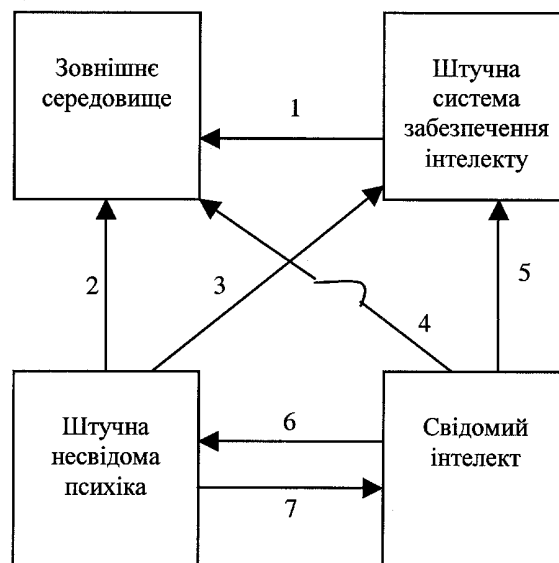 Зовнішнє
середовище
Штучна
система
забезпечення
інтелекту
1
2
3
4
5
Штучна
несвідома
психіка
6
7
Свідомий
інтелект